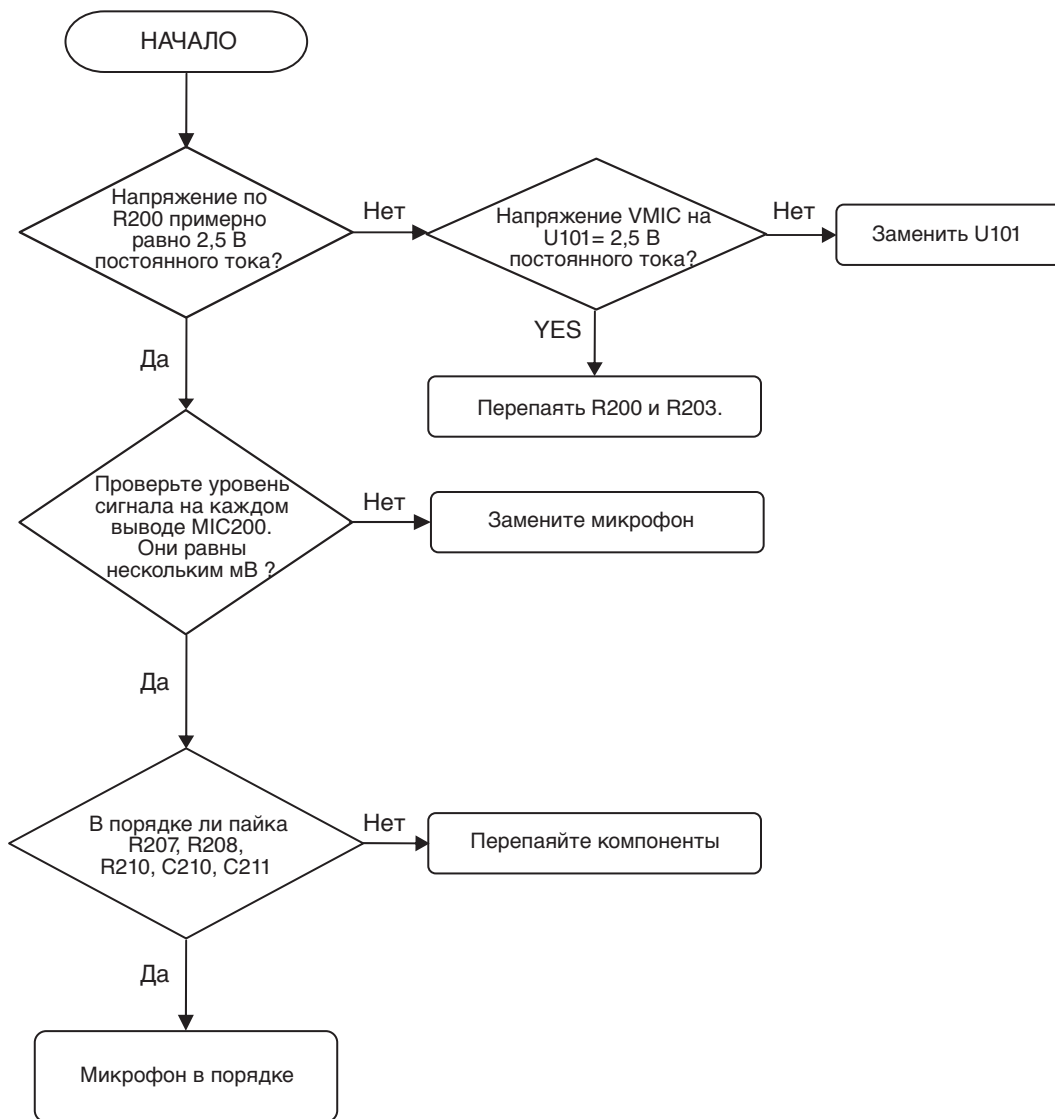 НАЧАЛО
Напряжение по
R200 примерно
равно 2,5 В
постоянного тока?
Нет
Напряжение VMIC на
U101= 2,5 В
постоянного тока?
Нет
Заменить U101
YES
Перепаять R200 и R203.
Да
Проверьте уровень
сигнала на каждом
выводе MIC200.
Они равны
нескольким мВ ?
Нет
Замените микрофон
Да
В порядке ли пайка
R207, R208,
R210, C210, C211
Нет
Перепаяйте компоненты
Да
Микрофон в порядке